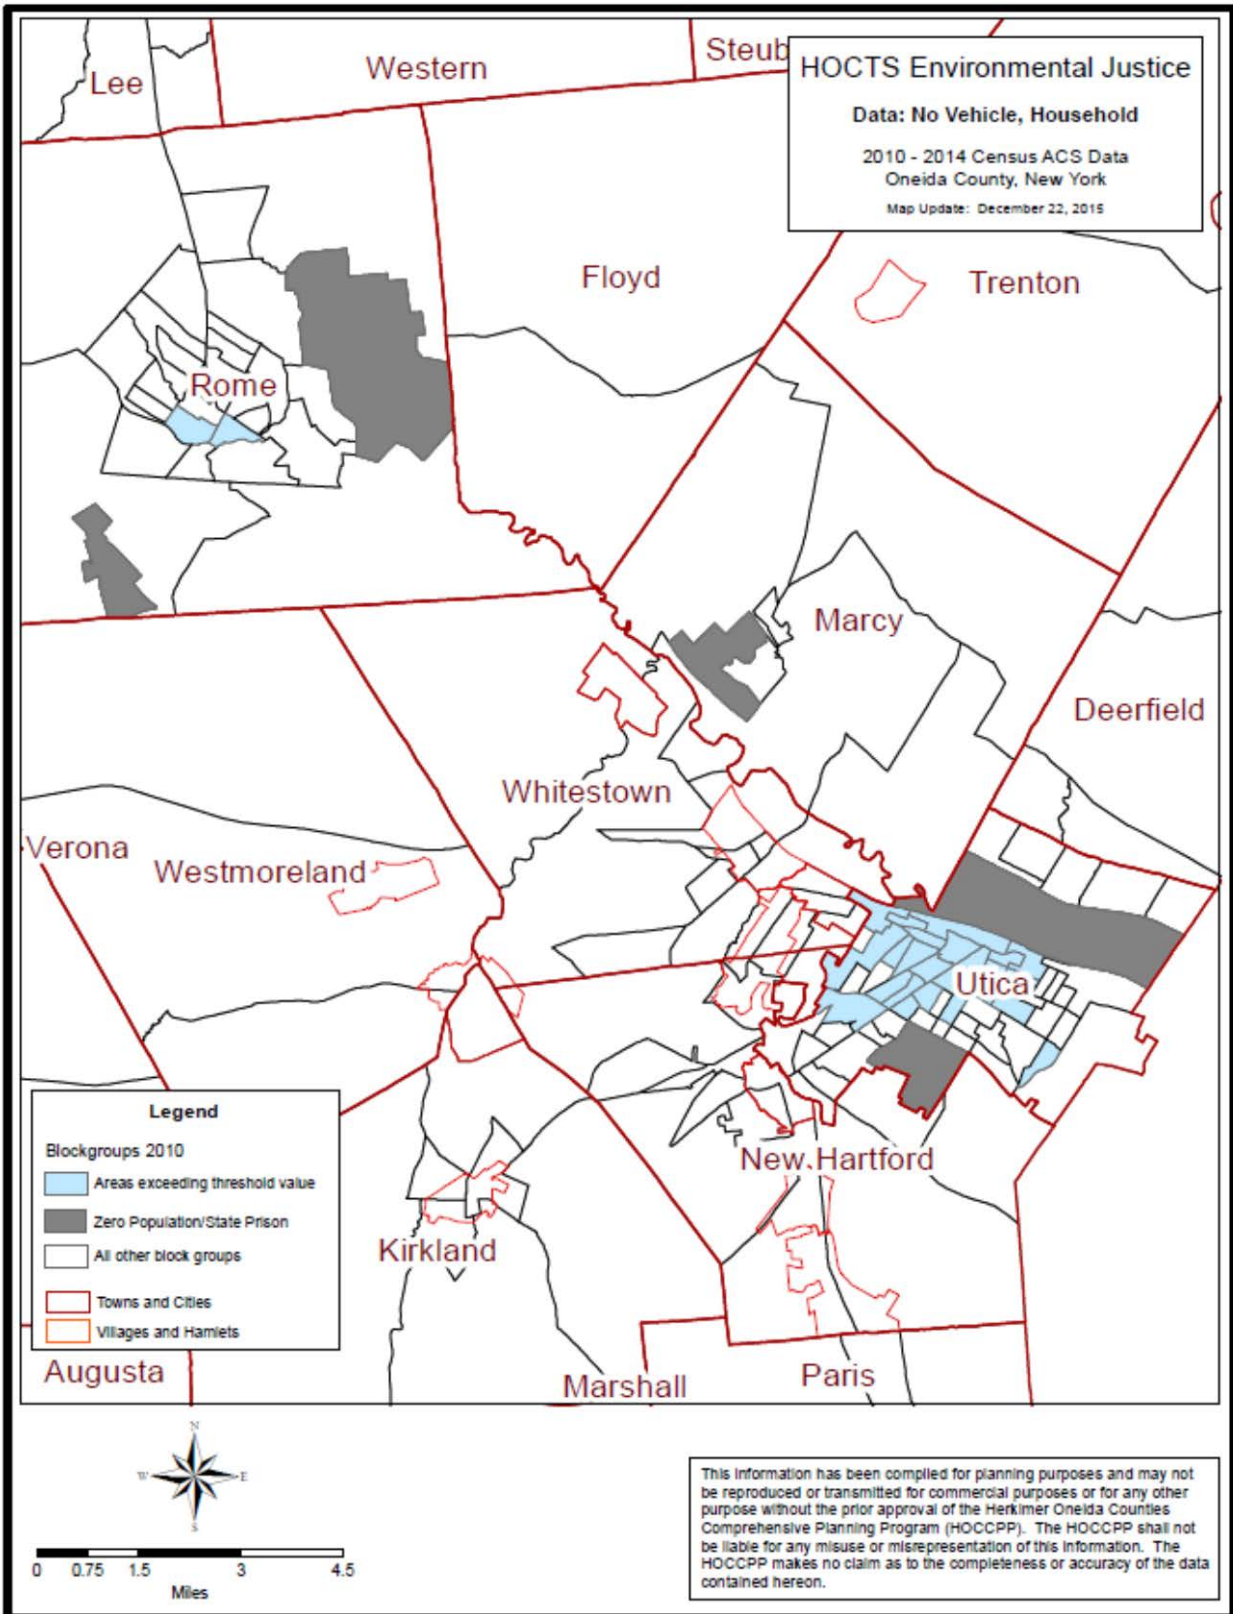 Lee
Western
Steub
HOCTS Environmental Justice
Data: No Vehicle, Household
2010 - 2014 Census ACS Data
Oneida County, New York
Map Update: December 22, 2015
Floyd
Trenton
Rome
Marcy
Deerfield
Whitestown
Verona
Westmoreland
Utica
New Hartford
Kirkland
Legend
Blockgroups 2010
Areas exceeding threshold value
Zero Population/State Prison
All other block groups
Towns and Cities
Villages and Hamlets
Augusta
Marshall
Paris
N
W
E
S
0 0.75 1.5 3 4.5
Miles
This information has been compiled for planning purposes and may not
be reproduced or transmitted for commercial purposes or for any other
purpose without the prior approval of the Herkimer Oneida Counties
Comprehensive Planning Program (HOCCPP). The HOCCPP shall not
be liable for any misuse or misrepresentation of this information. The
HOCCPP makes no claim as to the completeness or accuracy of the data
contained hereon.